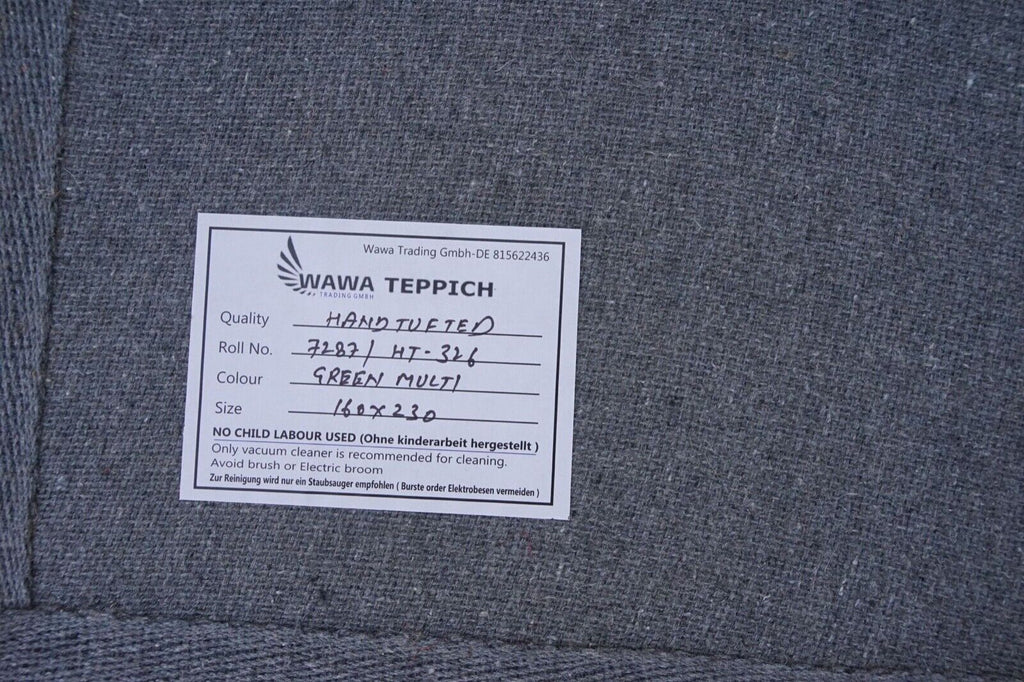 Wawa Trading Gmbh-DE 815622436
WAWA TEPPICH
TRADING GMBH
Quality HANDTUFTED
Roll No. 7287/ HT-326
Colour GREEN MULTI
Size 160x230
NO CHILD LABOUR USED (Ohne kinderarbeit hergestellt )
Only vacuum cleaner is recommended for cleaning.
Avoid brush or Electric broom
Zur Reinigung wird nur ein Staubsauger empfohlen ( Burste order Elektrobesen vermeiden )